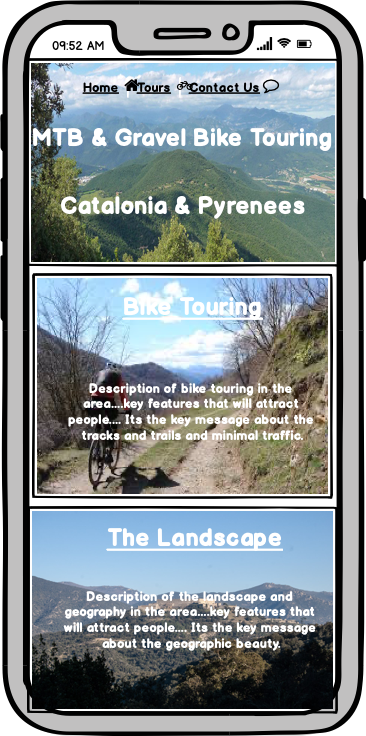 09:52 AM
Home Tours Contact Us
MTB & Gravel Bike Touring
Catalonia & Pyrenees
Bike Touring
Description of bike touring in the
area....key features that will attract
people.... Its the key message about the
tracks and trails and minimal traffic.
The Landscape
Description of the landscape and
geography in the area....key features that
will attract people.... Its the key message
about the geographic beauty.